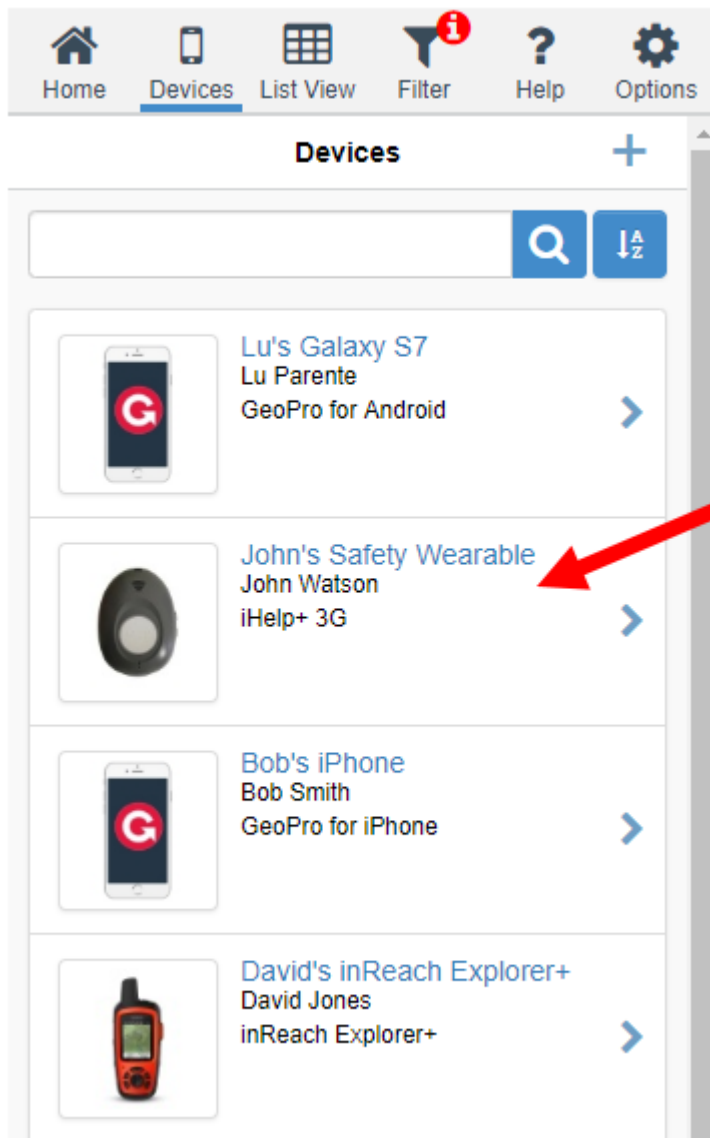 i
Home Devices List View Filter ? Help Options
Devices +
A
Z
Lu's Galaxy S7
Lu Parente
G
GeoPro for Android
John's Safety Wearable
John Watson
iHelp+ 3G
Bob's iPhone
Bob Smith
G
GeoPro for iPhone
David's inReach Explorer+
David Jones
inReach Explorer+